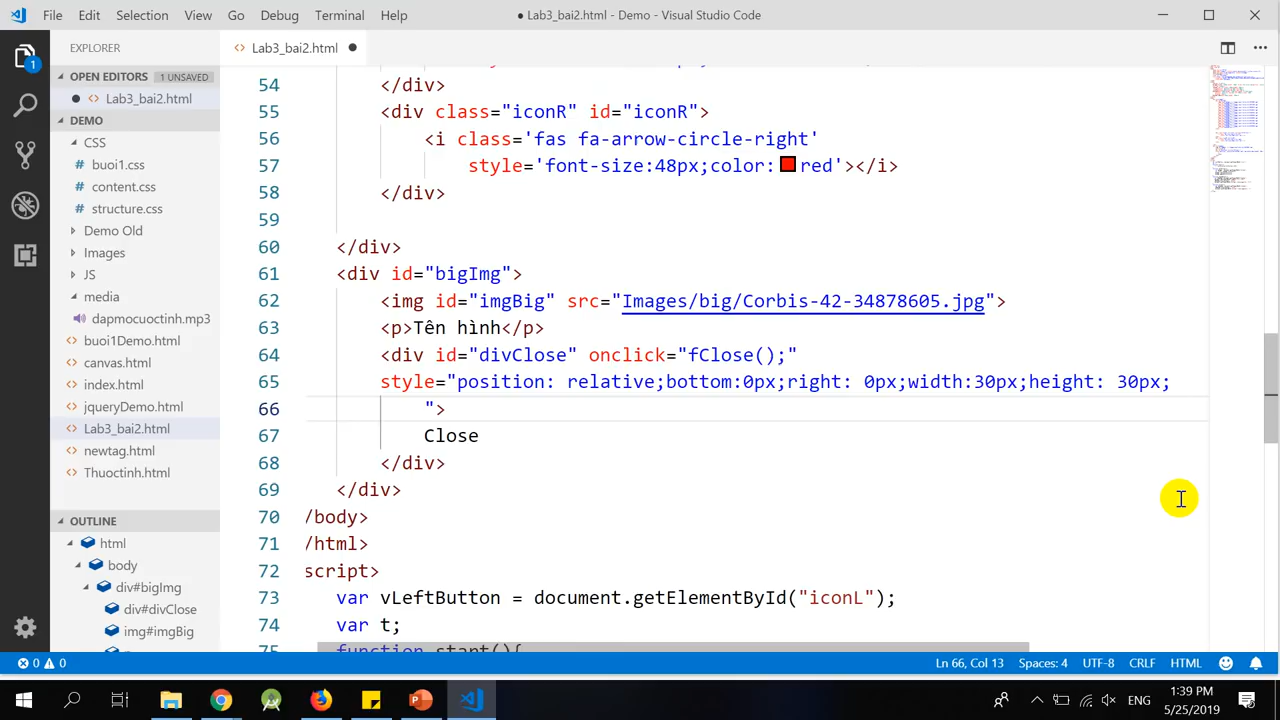 File Edit Selection View Go Debug Terminal Help
● Lab3_bai2.html - Demo - Visual Studio Code
EXPLORER
OPEN EDITORS 1 UNSAVED
● <> Lab3_bai2.html
DEMO
CSS
# buoi1.css
# content.css
# structure.css
Demo Old
Images
JS
media
dapmocuoctinh.mp3
<> buoi1Demo.html
<> canvas.html
<> index.html
<> jqueryDemo.html
<> Lab3_bai2.html
<> newtag.html
<> Thuoctinh.html
OUTLINE
html
body
div#bigImg
div#divClose
img#imgBig
<> Lab3_bai2.html ●
54 </div>
55 <div class="iconR" id="iconR">
56 <i class='fas fa-arrow-circle-right'
57 style='font-size:48px;color:red'></i>
58 </div>
59
60 </div>
61 <div id="bigImg">
62 <img id="imgBig" src="Images/big/Corbis-42-34878605.jpg">
63 <p>Tên hình</p>
64 <div id="divClose" onclick="fClose();"
65 style="position: relative;bottom:0px;right: 0px;width:30px;height: 30px;
66 ">
67 Close
68 </div>
69 </div>
70 /body>
71 /html>
72 script>
73 var vLeftButton = document.getElementById("iconL");
74 var t;
75 function start(){
0 0
Ln 66, Col 13 Spaces: 4 UTF-8 CRLF HTML
ENG
1:39 PM
5/25/2019